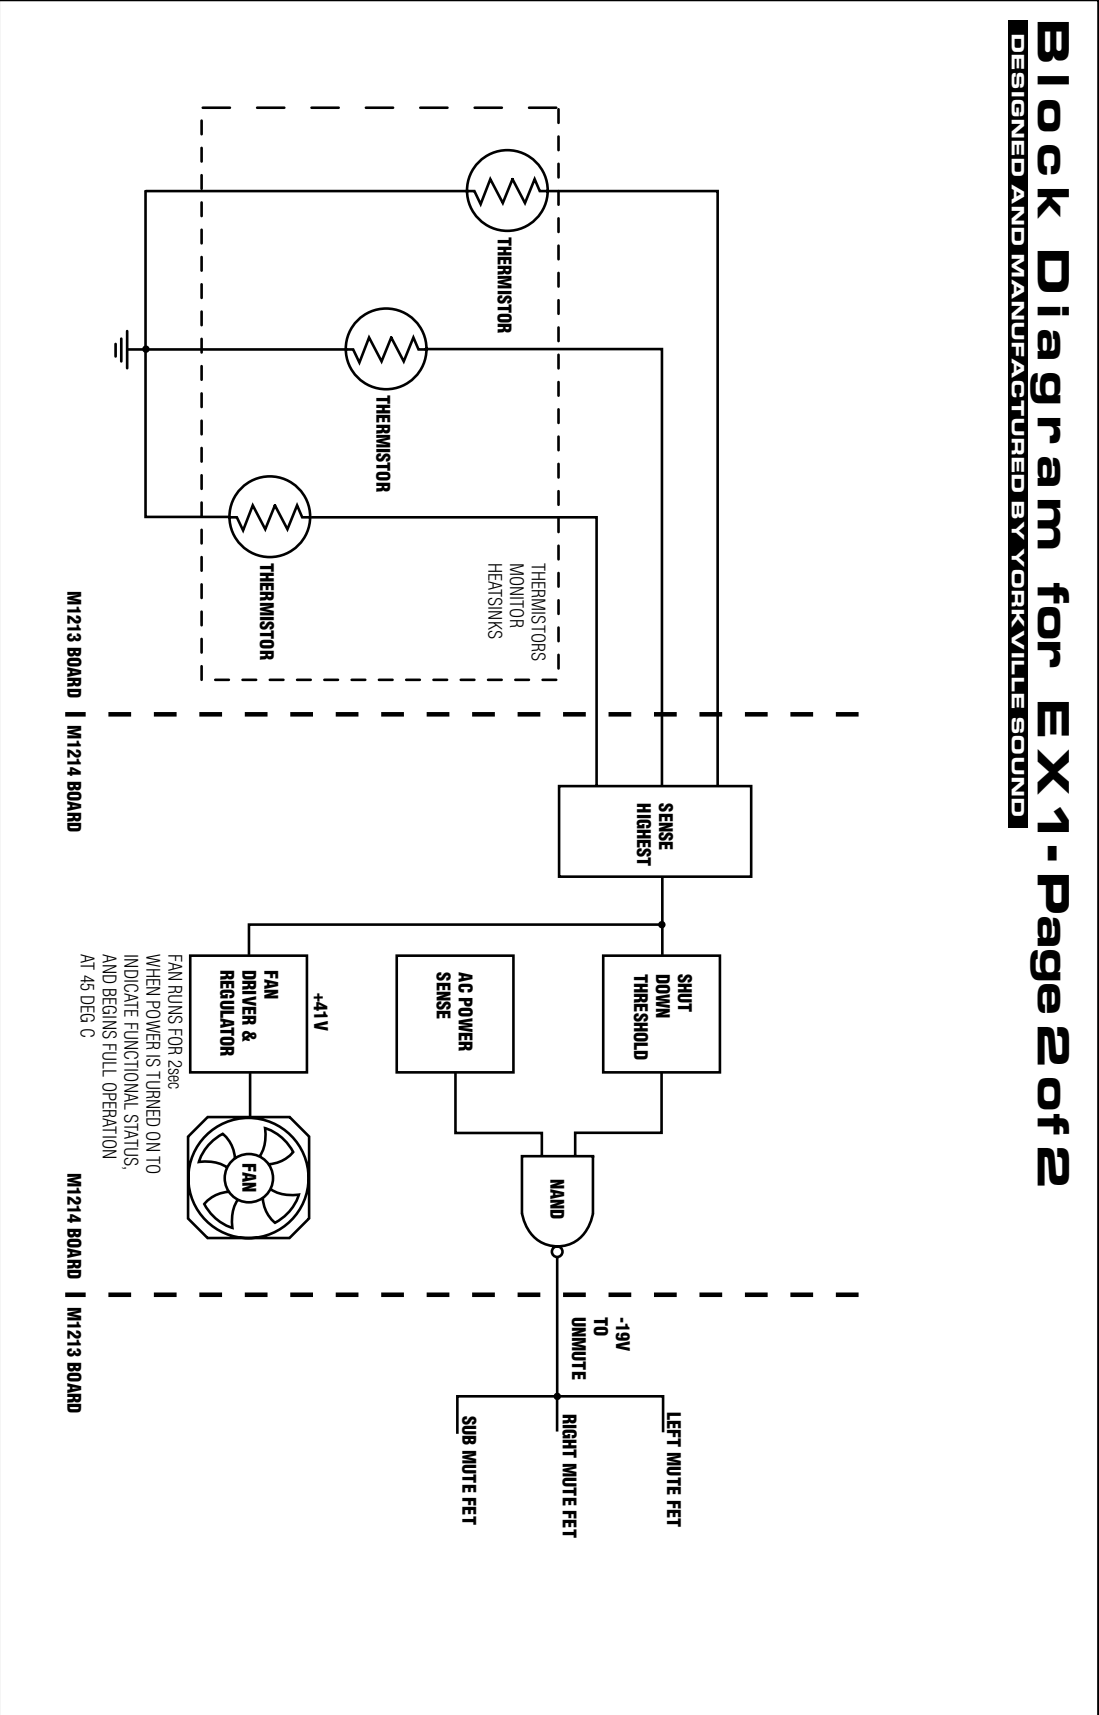 Block Diagram for EX1-Page 2 of 2
DESIGNED AND MANUFACTURED BY YORKVILLE SOUND
THERMISTOR
THERMISTOR
THERMISTOR
THERMISTORS
MONITOR
HEATSINKS
M1213 BOARD
M1214 BOARD
SENSE
HIGHEST
SHUT
DOWN
THRESHOLD
AC POWER
SENSE
+41V
FAN
DRIVER &
REGULATOR
FAN
FAN RUNS FOR 2sec
WHEN POWER IS TURNED ON TO
INDICATE FUNCTIONAL STATUS,
AND BEGINS FULL OPERATION
AT 45 DEG C
NAND
M1214 BOARD
M1213 BOARD
-19V
TO
UNMUTE
LEFT MUTE FET
RIGHT MUTE FET
SUB MUTE FET